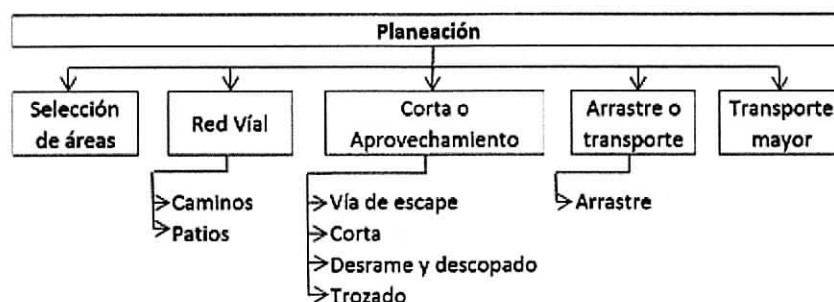 Planeación
Selección
de áreas
Red Víal
Corta o
Aprovechamiento
Arrastre o
transporte
Transporte
mayor
Caminos
Patios
Vía de escape
Corta
Desrame y descopado
Trozado
Arrastre